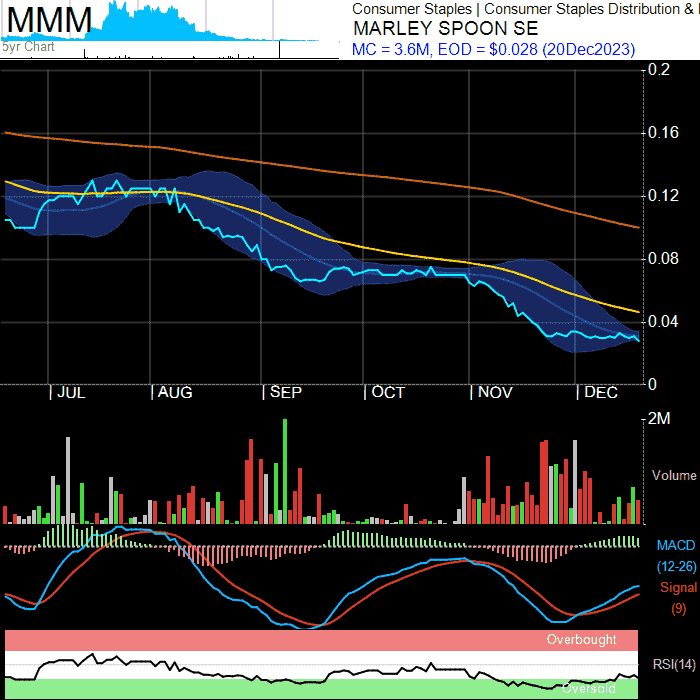 MMM
5yr Chart
Consumer Staples | Consumer Staples Distribution &
MARLEY SPOON SE
MC = 3.6M, EOD = $0.028 (20Dec2023)
0.2
0.16
0.12
0.08
0.04
0
| JUL | AUG | SEP | OCT | NOV | DEC
2M
Volume
MACD
(12-26)
Signal
(9)
Overbought
RSI(14)
Oversold